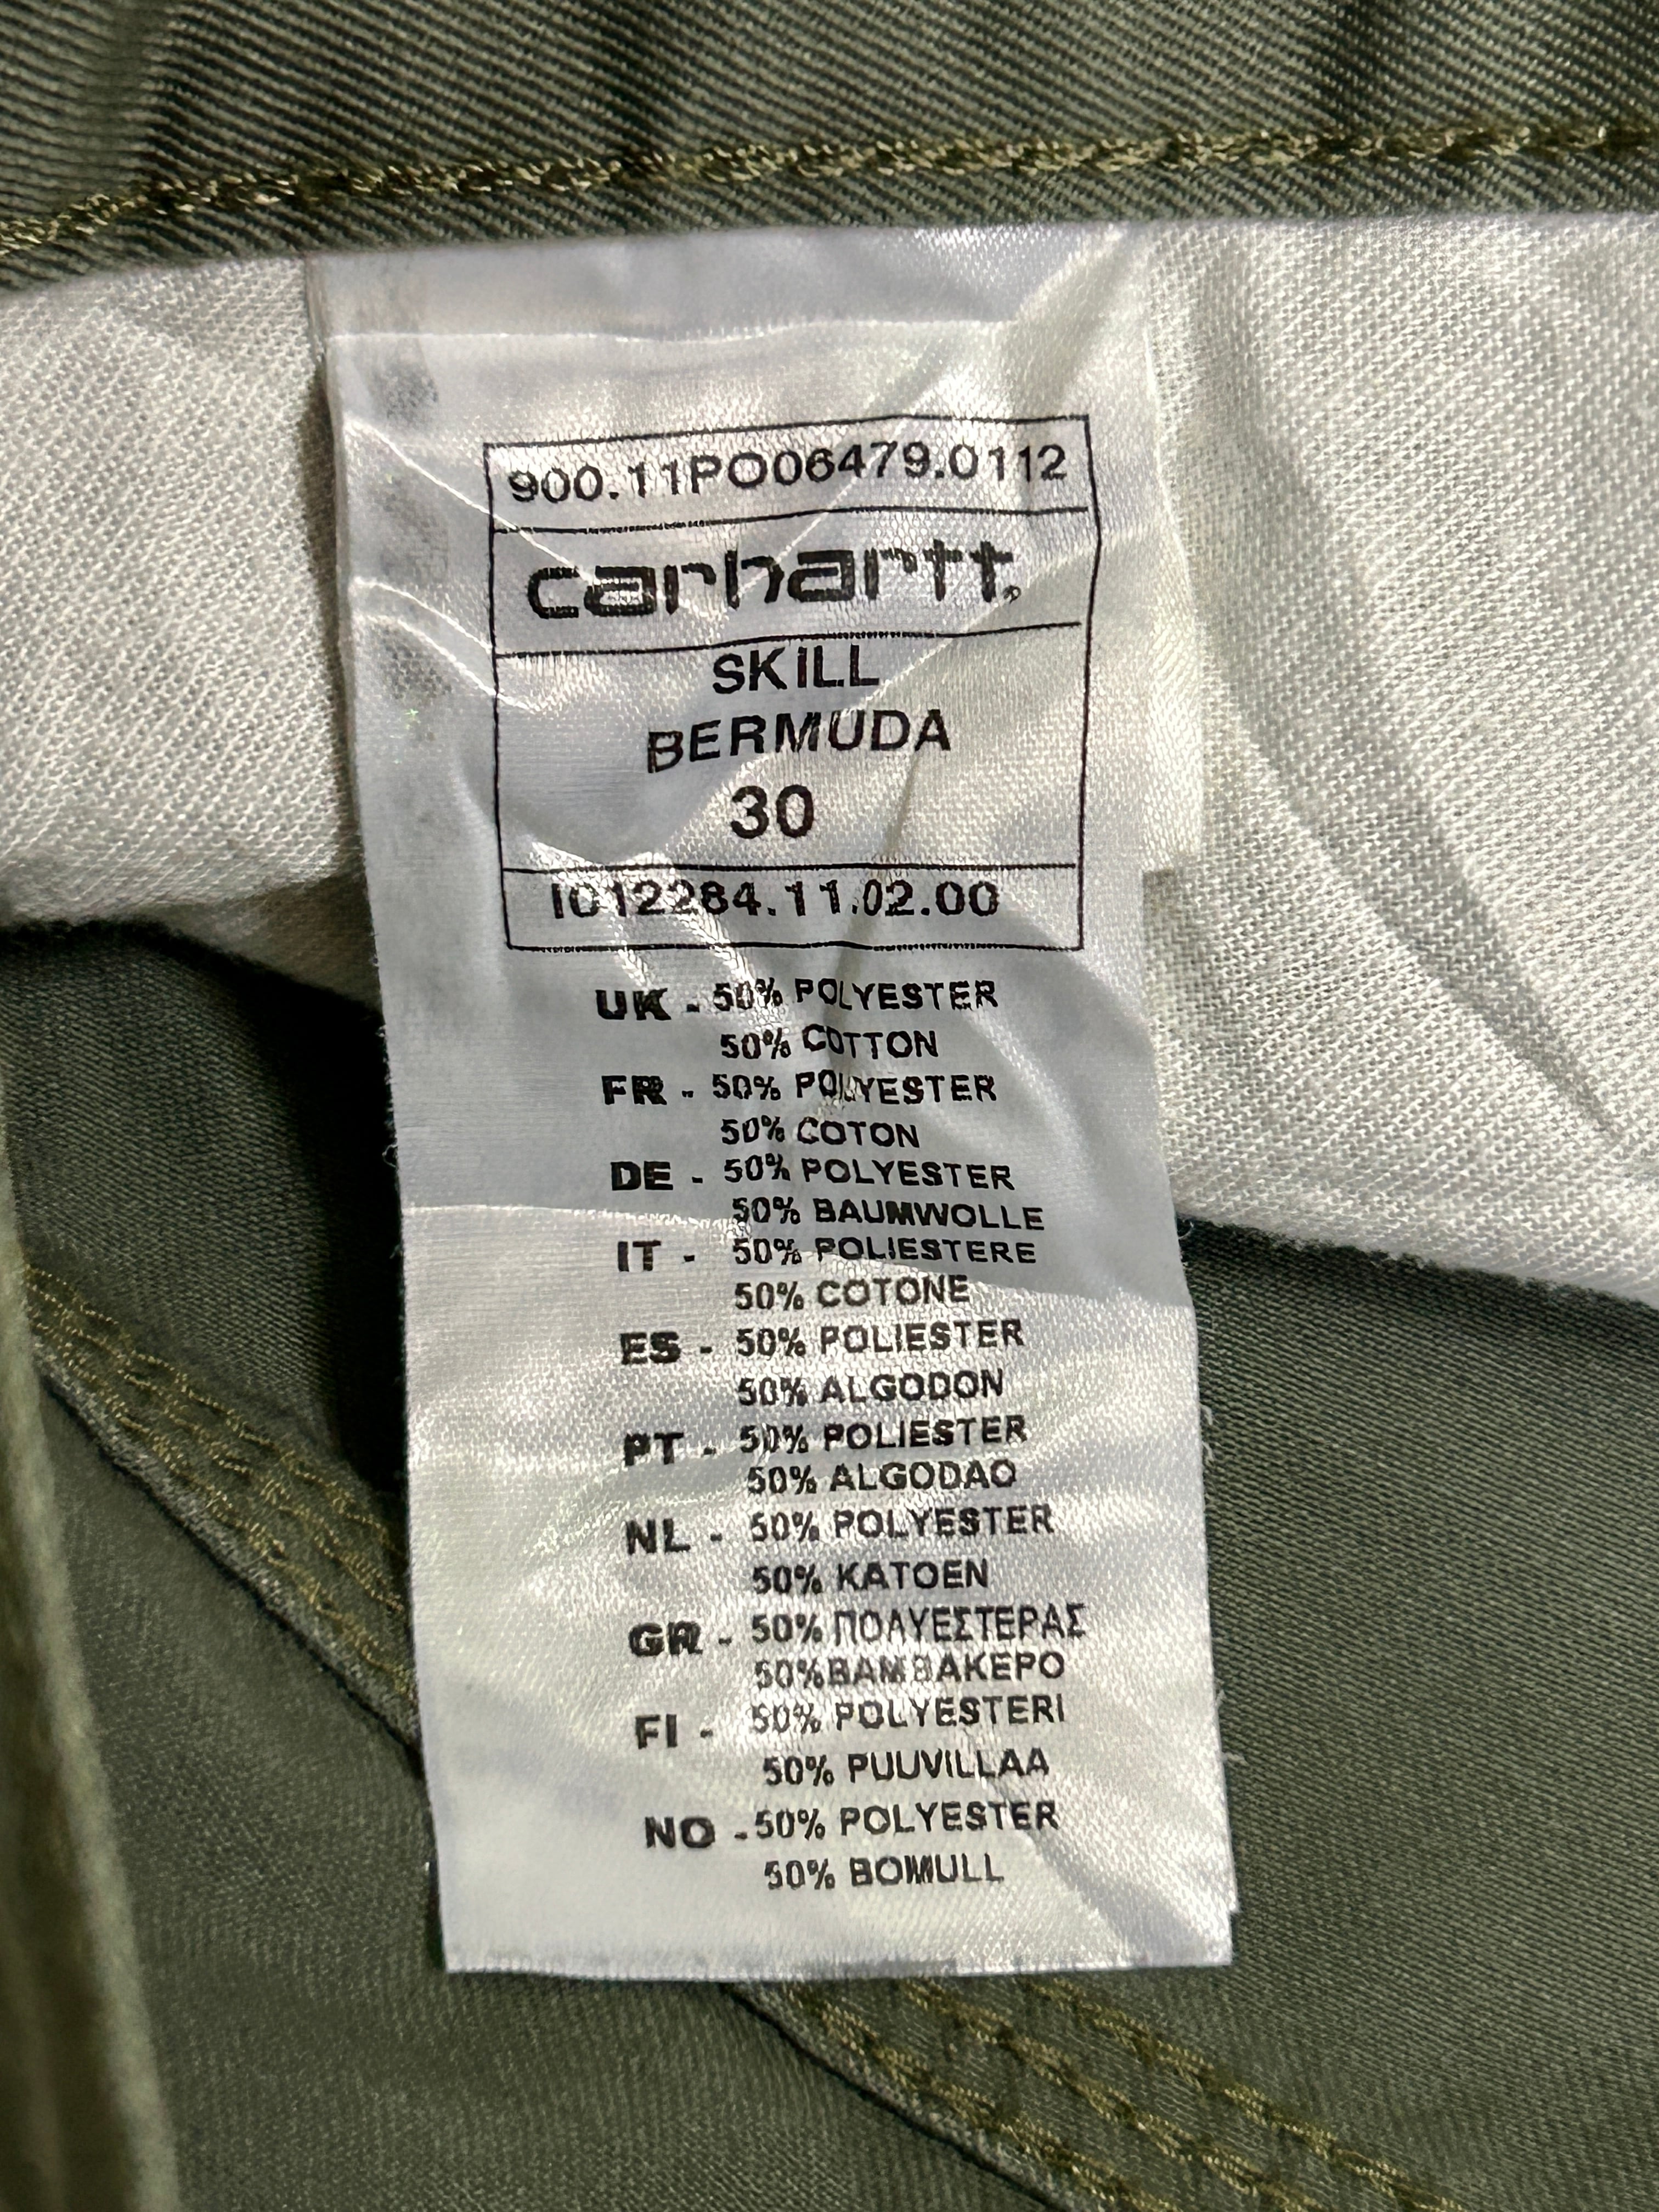 900.11PO06479.0112
carhartt®
SKILL
BERMUDA
30
I012284.11.02.00
UK - 50% POLYESTER
50% COTTON
FR - 50% POLYESTER
50% COTON
DE - 50% POLYESTER
50% BAUMWOLLE
IT - 50% POLIESTERE
50% COTONE
ES - 50% POLIESTER
50% ALGODON
PT - 50% POLIESTER
50% ALGODAO
NL - 50% POLYESTER
50% KATOEN
GR - 50% ΠΟΛΥΕΣΤΕΡΑΣ
50%ΒΑΜΒΑΚΕΡΟ
FI - 50% POLYESTERI
50% PUUVILLAA
NO -50% POLYESTER
50% BOMULL